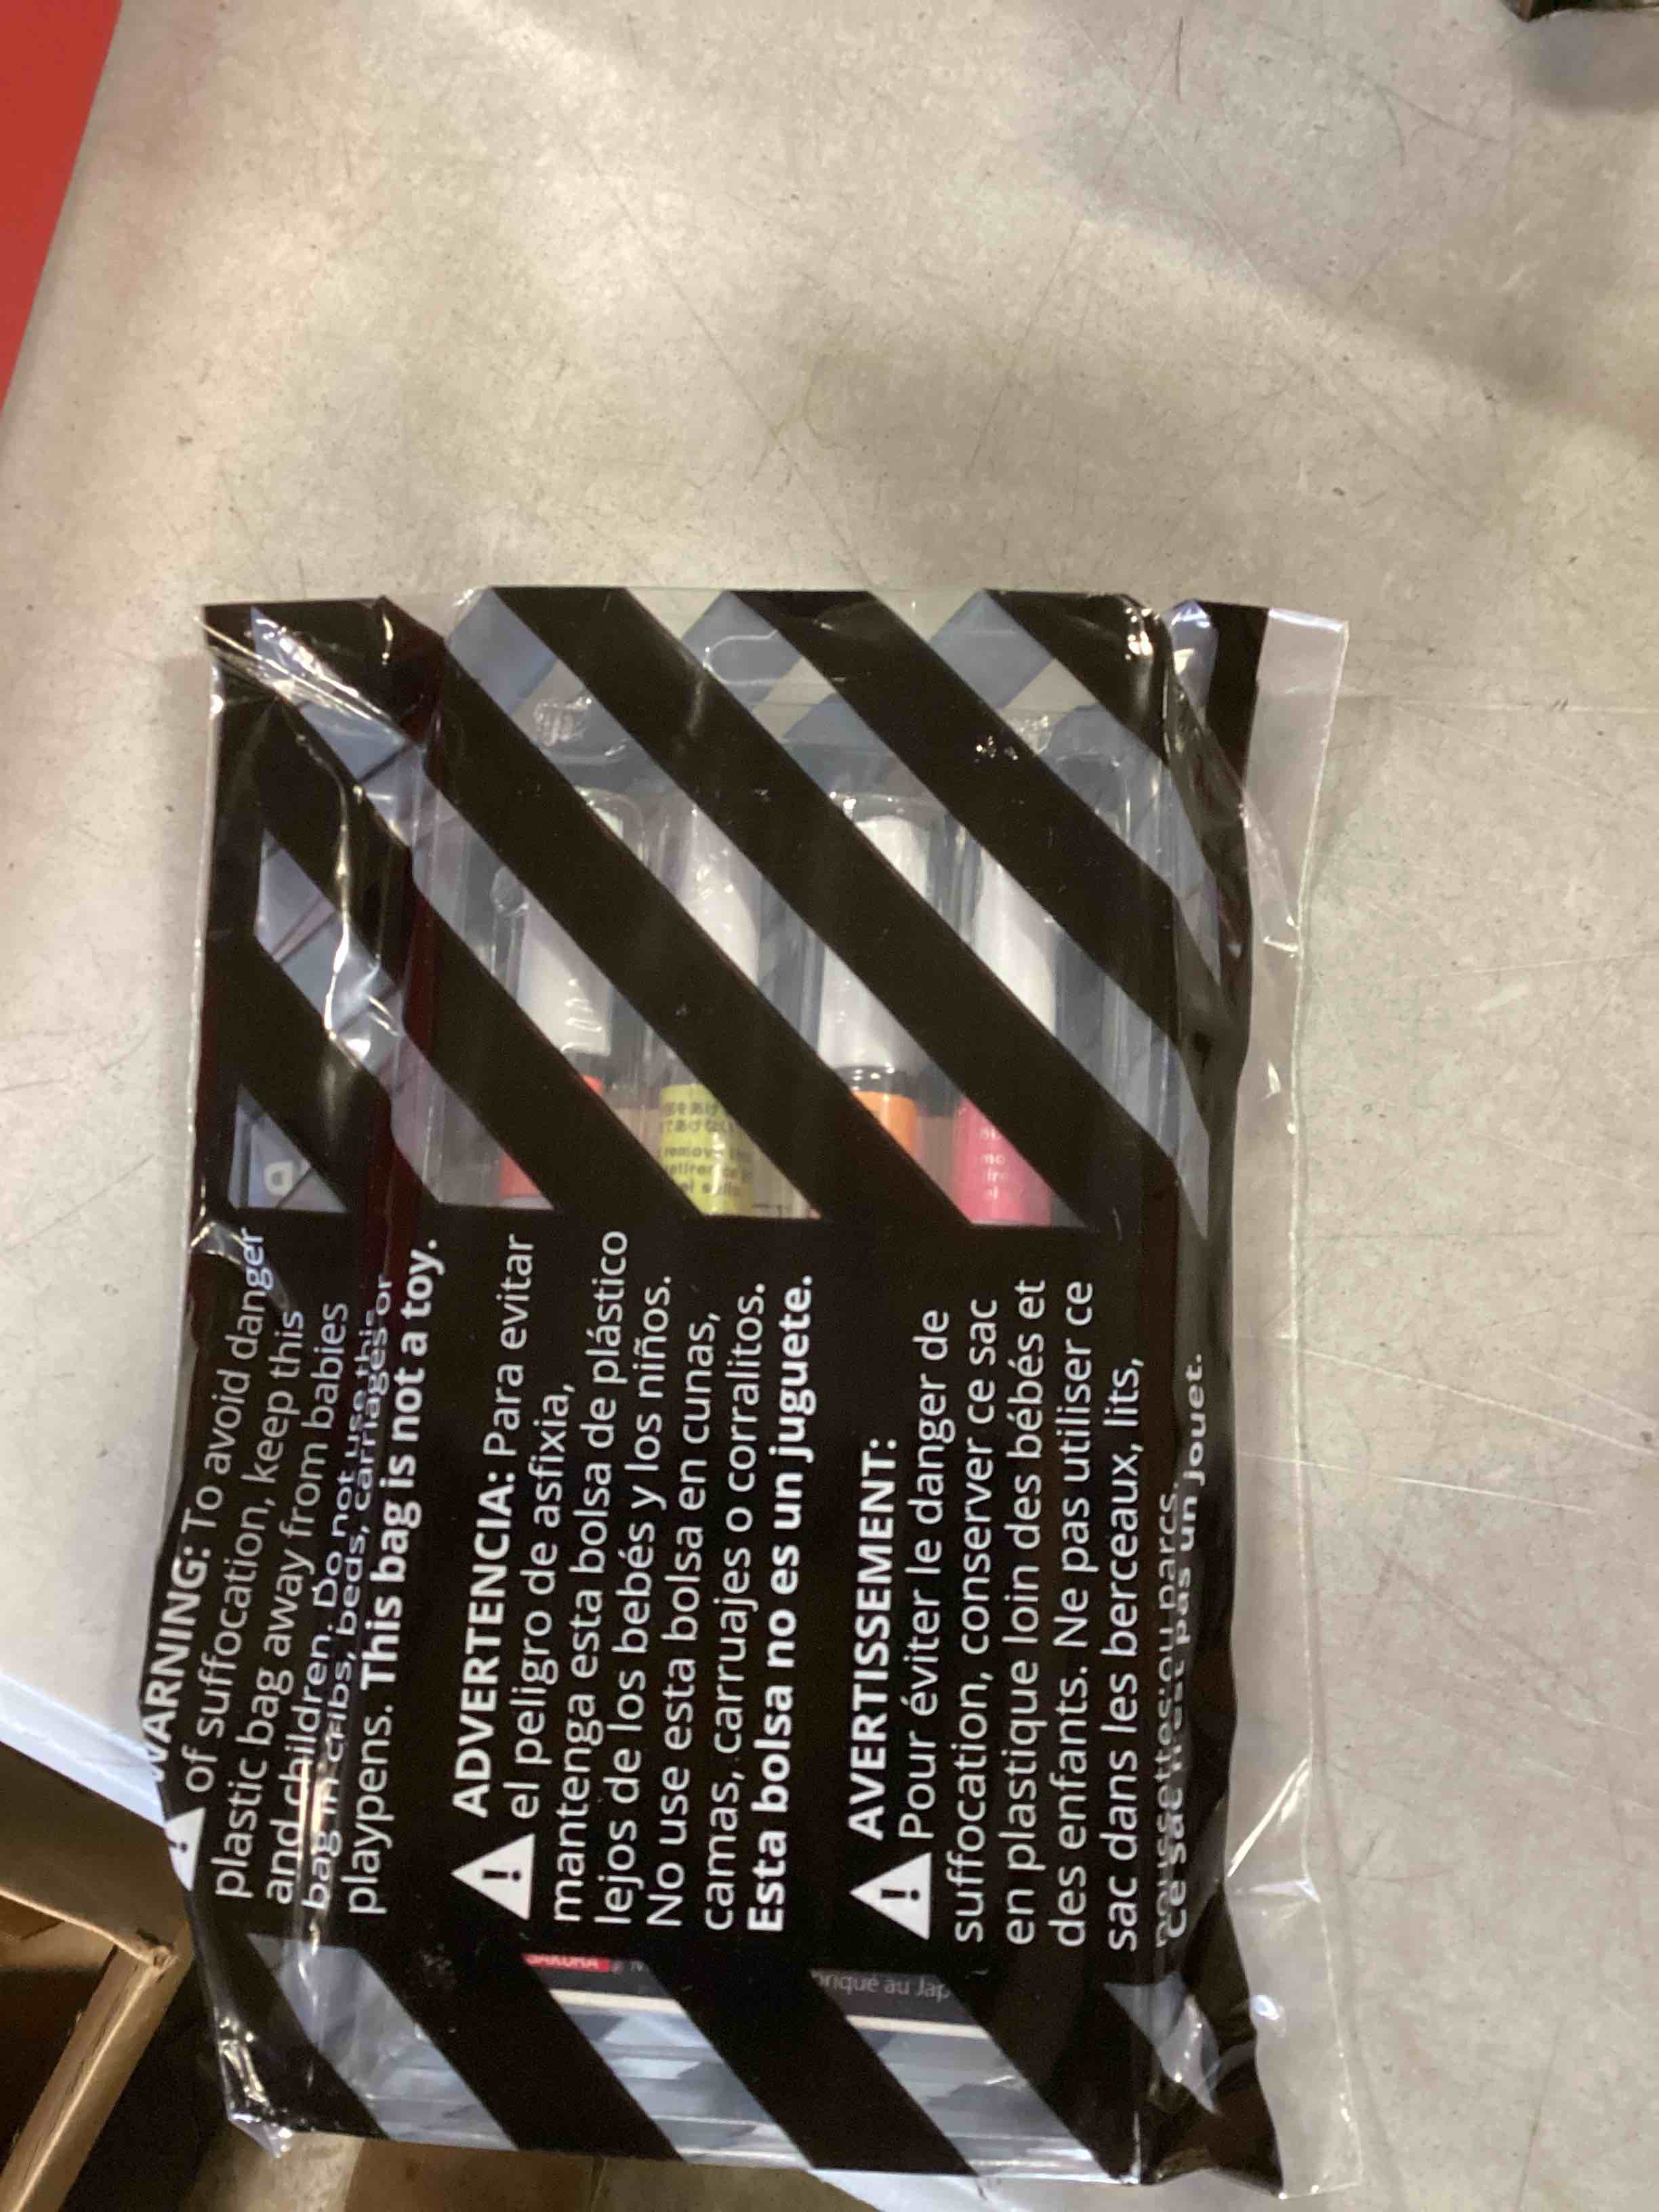 WARNING: To avoid danger
of suffocation, keep this
plastic bag away from babies
and children. Do not use this
bag in cribs, beds, carriages or
playpens. This bag is not a toy.
ADVERTENCIA: Para evitar
el peligro de asfixia,
mantenga esta bolsa de plástico
lejos de los bebés y los niños.
No use esta bolsa en cunas,
camas, carruajes o corralitos.
Esta bolsa no es un juguete.
AVERTISSEMENT:
Pour éviter le danger de
suffocation, conserver ce sac
en plastique loin des bébés et
des enfants. Ne pas utiliser ce
sac dans les berceaux, lits,
poussettes ou parcs.
Ce sac n'est pas un jouet.
SAKURA
au Jap
remove